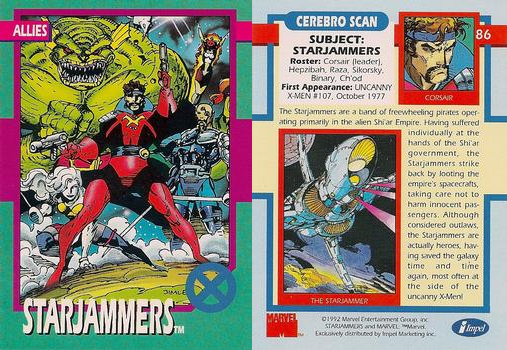 ALLIES
JIMLEE
STARJAMMERS TM
CEREBRO SCAN
86
SUBJECT:
STARJAMMERS
Roster: Corsair (leader),
Hepzibah, Raza, Sikorsky,
Binary, Ch'od
First Appearance: UNCANNY
X-MEN #107, October 1977
CORSAIR
The Starjammers are a band of freewheeling pirates oper-
ating primarily in the alien Shi'ar Empire. Having suffered
individually at the
hands of the Shi'ar
government, the
Starjammers strike
back by looting the
empire's spacecrafts,
taking care not to
harm innocent pas-
sengers. Although
considered outlaws,
the Starjammers are
actually heroes, hav-
ing saved the galaxy
time and time
again, most often at
the side of the
uncanny X-Men!
THE STARJAMMER
MARVEL
©1992 Marvel Entertainment Group, Inc.
STARJAMMERS and MARVEL: ™Marvel.
Exclusively distributed by Impel Marketing Inc.
Impel